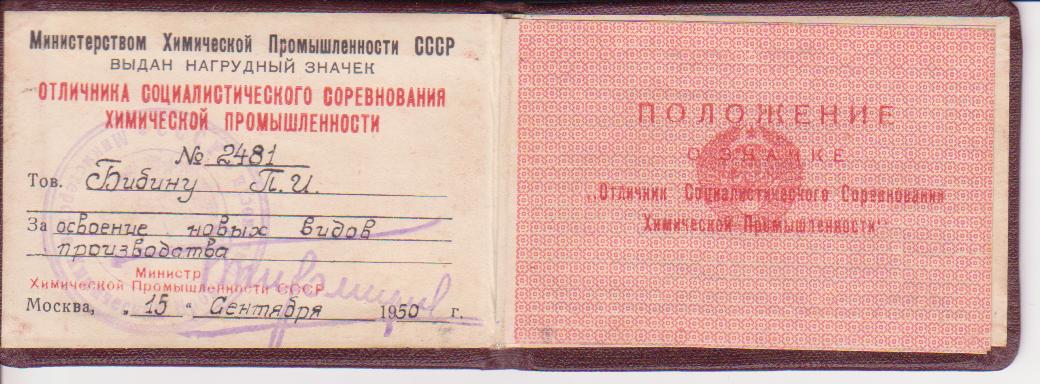 Министерством Химической Промышленности СССР
ВЫДАН НАГРУДНЫЙ ЗНАЧЕК
ОТЛИЧНИКА СОЦИАЛИСТИЧЕСКОГО СОРЕВНОВАНИЯ
ХИМИЧЕСКОЙ ПРОМЫШЛЕННОСТИ
№ 2481
Тов. Бибину П.И.
За освоение новых видов
производства
Министр
Химической Промышленности СССР
Москва, „15“ Сентября 1950 г.
ПОЛОЖЕНИЕ
О ЗНАЧКЕ
„Отличник Социалистического Соревнования
Химической Промышленности“